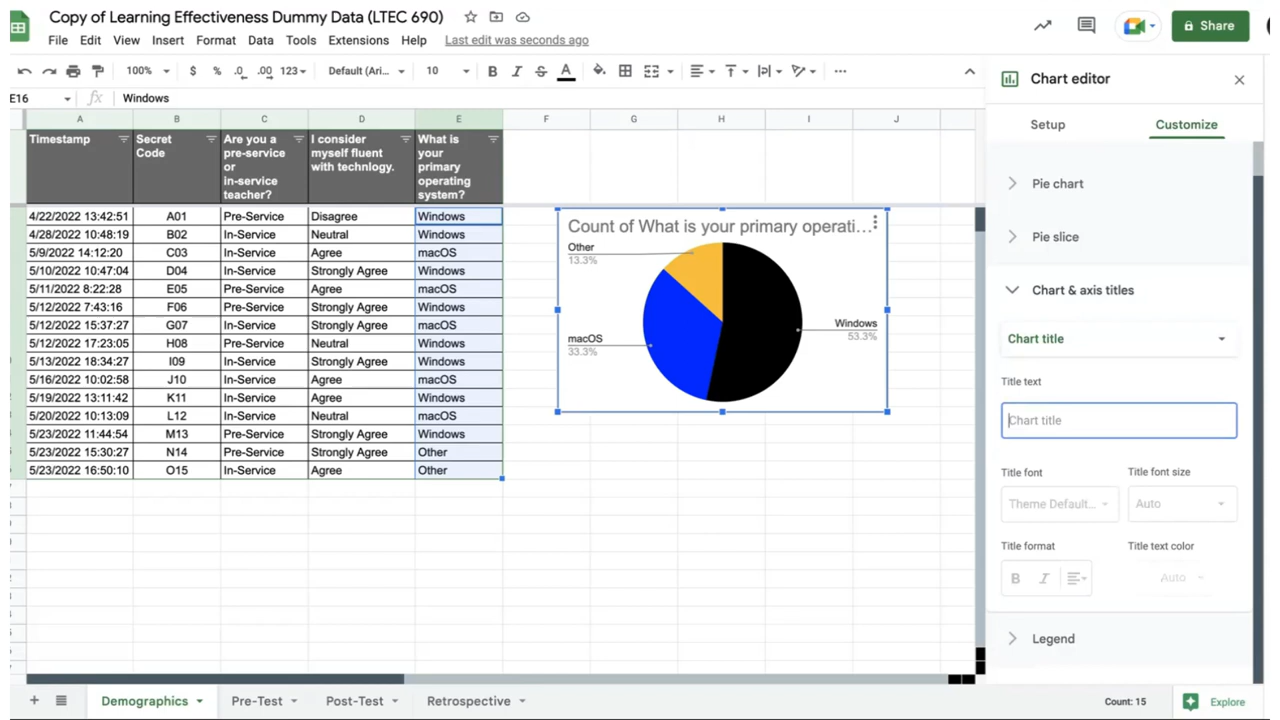 Copy of Learning Effectiveness Dummy Data (LTEC 690)
File Edit View Insert Format Data Tools Extensions Help Last edit was seconds ago
Share
100% $ % .0 .00 123 Default (Ari... 10 B I S A
E16 fx Windows
A B C D E F G H I J
Timestamp
Secret
Code
Are you a
pre-service
or
in-service
teacher?
I consider
myself fluent
with technlogy.
What is
your
primary
operating
system?
4/22/2022 13:42:51 A01 Pre-Service Disagree Windows
4/28/2022 10:48:19 B02 In-Service Neutral Windows
5/9/2022 14:12:20 C03 In-Service Agree macOS
5/10/2022 10:47:04 D04 In-Service Strongly Agree Windows
5/11/2022 8:22:28 E05 Pre-Service Agree macOS
5/12/2022 7:43:16 F06 Pre-Service Strongly Agree Windows
5/12/2022 15:37:27 G07 In-Service Strongly Agree macOS
5/12/2022 17:23:05 H08 Pre-Service Neutral Windows
5/13/2022 18:34:27 I09 In-Service Strongly Agree Windows
5/16/2022 10:02:58 J10 In-Service Agree macOS
5/19/2022 13:11:42 K11 In-Service Agree Windows
5/20/2022 10:13:09 L12 In-Service Neutral macOS
5/23/2022 11:44:54 M13 Pre-Service Strongly Agree Windows
5/23/2022 15:30:27 N14 Pre-Service Strongly Agree Other
5/23/2022 16:50:10 O15 In-Service Agree Other
Count of What is your primary operati...
Other
13.3%
Windows
53.3%
macOS
33.3%
Chart editor
Setup Customize
Pie chart
Pie slice
Chart & axis titles
Chart title
Title text
Chart title
Title font Title font size
Theme Default... Auto
Title format Title text color
B I Auto
Legend
+ Demographics Pre-Test Post-Test Retrospective Count: 15 Explore